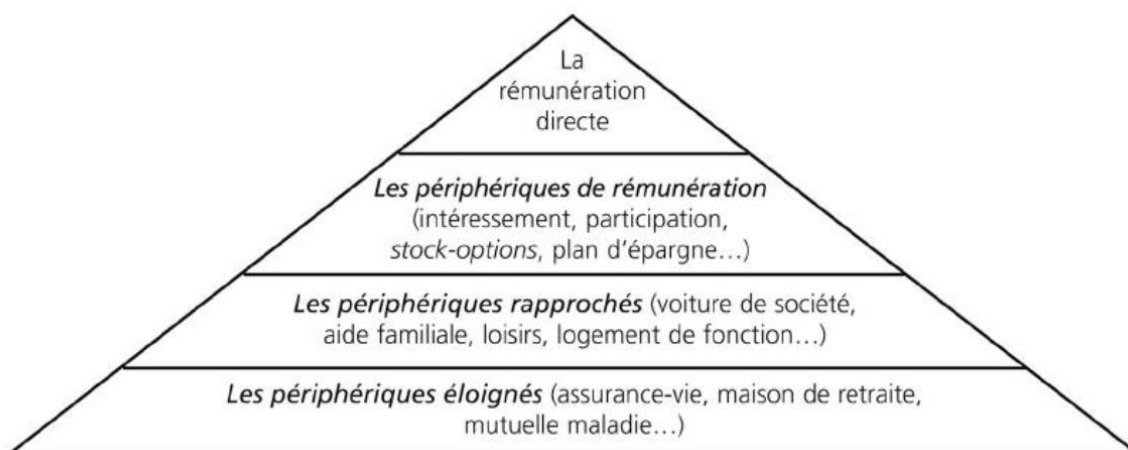 La
rémunération
directe
Les périphériques de rémunération
(intéressement, participation,
stock-options, plan d'épargne...)
Les périphériques rapprochés (voiture de société,
aide familiale, loisirs, logement de fonction...)
Les périphériques éloignés (assurance-vie, maison de retraite,
mutuelle maladie...)